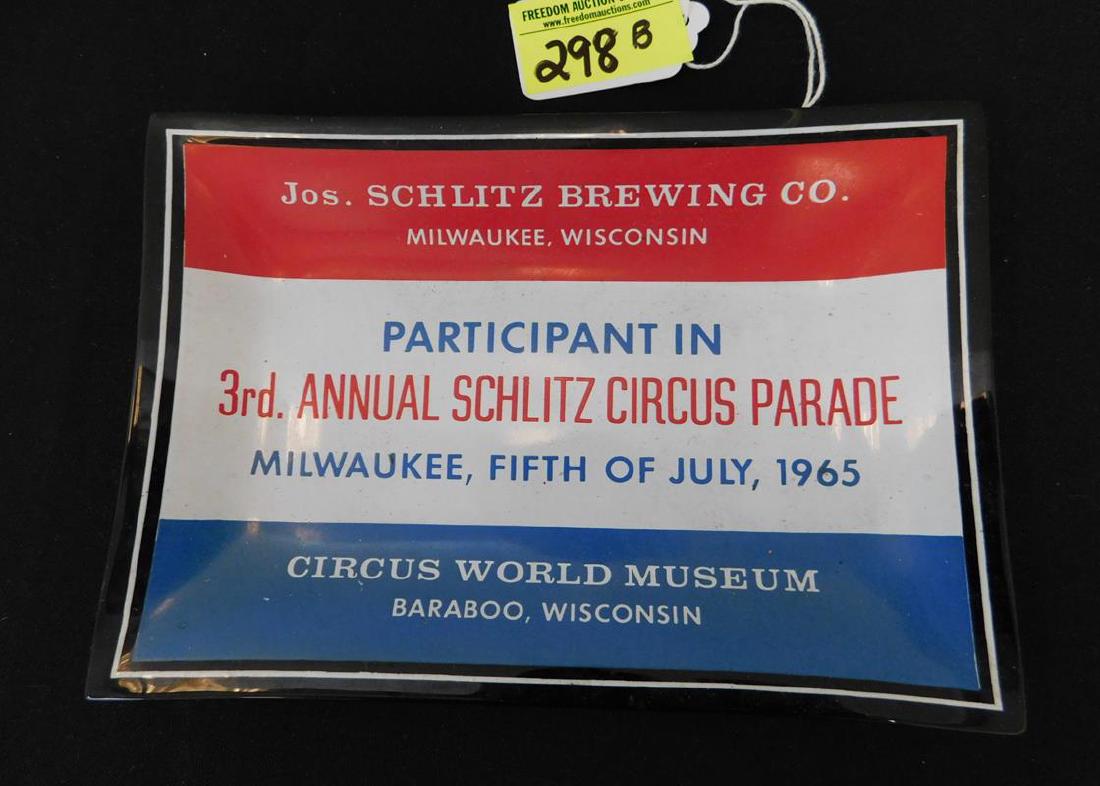 FREEDOM AUCTION
www.freedomauctions.com
298 B
Jos. SCHLITZ BREWING CO.
MILWAUKEE, WISCONSIN
PARTICIPANT IN
3rd. ANNUAL SCHLITZ CIRCUS PARADE
MILWAUKEE, FIFTH OF JULY, 1965
CIRCUS WORLD MUSEUM
BARABOO, WISCONSIN